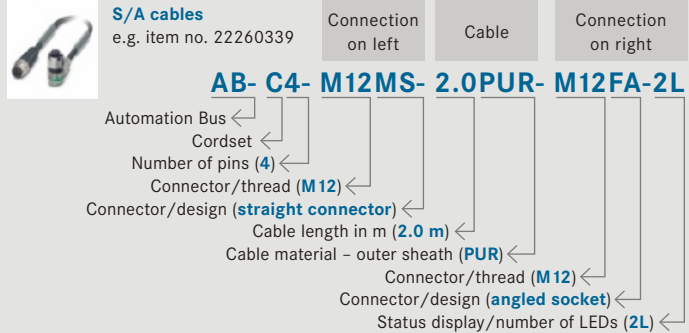 S/A cables
e.g. item no. 22260339
Connection
on left
Cable
Connection
on right
AB- C4- M12MS- 2.0PUR- M12FA-2L
Automation Bus
Cordset
Number of pins (4)
Connector/thread (M12)
Connector/design (straight connector)
Cable length in m (2.0 m)
Cable material – outer sheath (PUR)
Connector/thread (M12)
Connector/design (angled socket)
Status display/number of LEDs (2L)